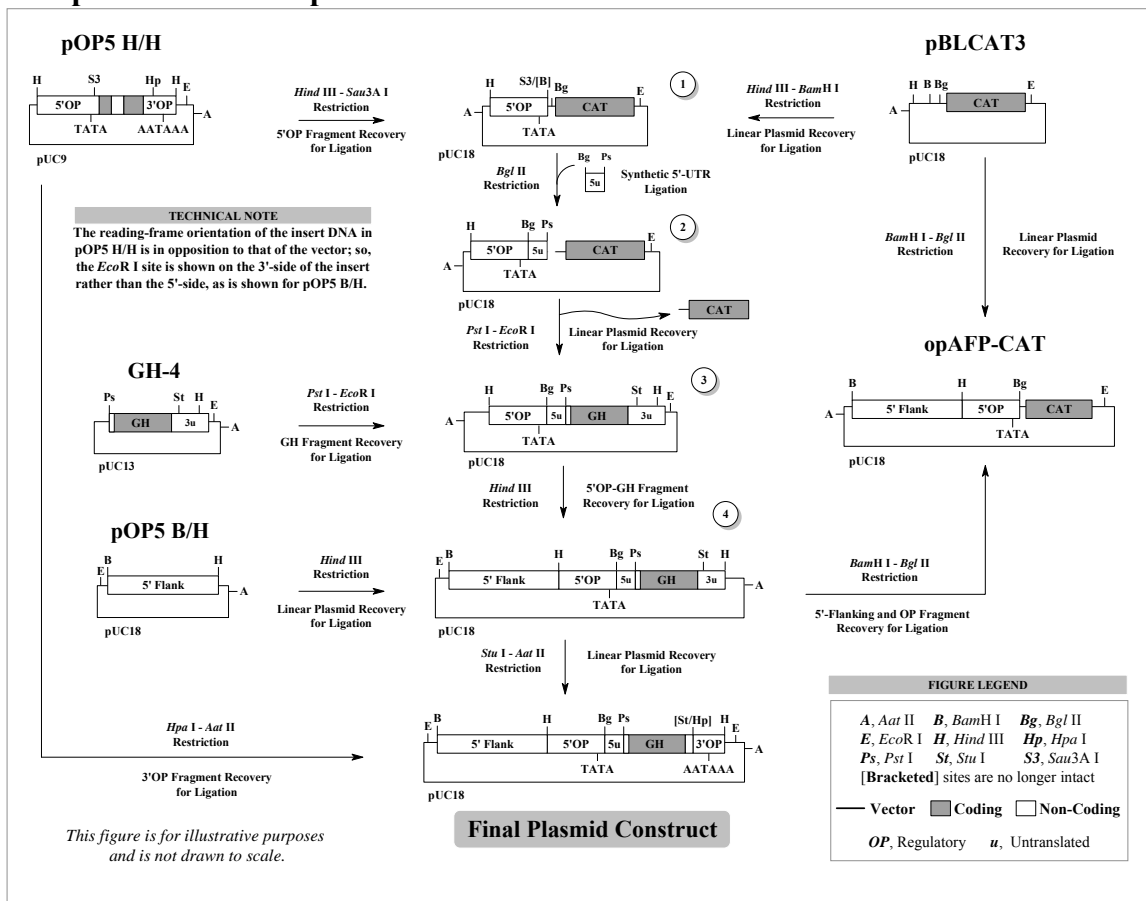 pOP5 H/H
H
S3
Hp
H
E
5'OP
3'OP
A
TATA
AATAAA
pUC9
Hind III - Sau3A I
Restriction
5'OP Fragment Recovery
for Ligation
S3/[B]
H
Bg
5'OP
CAT
E
A
TATA
pUC18
1
Hind III - BamH I
Restriction
Linear Plasmid Recovery
for Ligation
pBLCAT3
H B Bg
CAT
E
A
pUC18
Bgl II
Restriction
Bg Ps
5u
Synthetic 5'-UTR
Ligation
TECHNICAL NOTE
The reading-frame orientation of the insert DNA in
pOP5 H/H is in opposition to that of the vector; so,
the EcoR I site is shown on the 3'-side of the insert
rather than the 5'-side, as is shown for pOP5 B/H.
2
H
Bg Ps
5'OP
5u
CAT
E
A
TATA
pUC18
BamH I - Bgl II
Restriction
Linear Plasmid
Recovery for Ligation
Pst I - EcoR I
Restriction
Linear Plasmid Recovery
for Ligation
CAT
GH-4
Ps
St
H
E
GH
3u
A
pUC13
Pst I - EcoR I
Restriction
GH Fragment Recovery
for Ligation
3
H
Bg Ps
St
H
E
5'OP
5u
GH
3u
A
TATA
pUC18
opAFP-CAT
B
H
Bg
E
5' Flank
5'OP
CAT
A
TATA
pUC18
Hind III
Restriction
5'OP-GH Fragment
Recovery for Ligation
4
pOP5 B/H
B
E
H
5' Flank
A
pUC18
Hind III
Restriction
Linear Plasmid Recovery
for Ligation
B
E
H
Bg Ps
St
H
5' Flank
5'OP
5u
GH
3u
A
TATA
pUC18
BamH I - Bgl II
Restriction
5'-Flanking and OP Fragment
Recovery for Ligation
Stu I - Aat II
Restriction
Linear Plasmid Recovery
for Ligation
Hpa I - Aat II
Restriction
3'OP Fragment Recovery
for Ligation
B
E
H
Bg Ps
[St/Hp]
H
E
5' Flank
5'OP
5u
GH
3'OP
A
TATA
AATAAA
pUC18
Final Plasmid Construct
This figure is for illustrative purposes
and is not drawn to scale.
FIGURE LEGEND
A, Aat II B, BamH I Bg, Bgl II
E, EcoR I H, Hind III Hp, Hpa I
Ps, Pst I St, Stu I S3, Sau3A I
[Bracketed] sites are no longer intact
Vector Coding Non-Coding
OP, Regulatory u, Untranslated